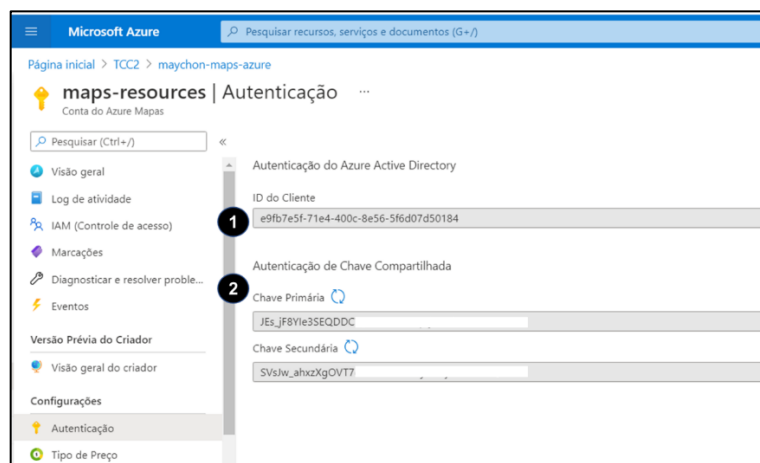 Microsoft Azure
Pesquisar recursos, serviços e documentos (G+/)
Página inicial > TCC2 > maychon-maps-azure
maps-resources | Autenticação ...
Conta do Azure Mapas
Pesquisar (Ctrl+/)
«
Visão geral
Log de atividade
IAM (Controle de acesso)
Marcações
Diagnosticar e resolver proble...
Eventos
Versão Prévia do Criador
Visão geral do criador
Configurações
Autenticação
Tipo de Preço
Autenticação do Azure Active Directory
ID do Cliente
1
e9fb7e5f-71e4-400c-8e56-5f6d07d50184
Autenticação de Chave Compartilhada
2
Chave Primária
JEs_jF8YIe3SEQDDC
Chave Secundária
SVsJw_ahxzXgOVT7